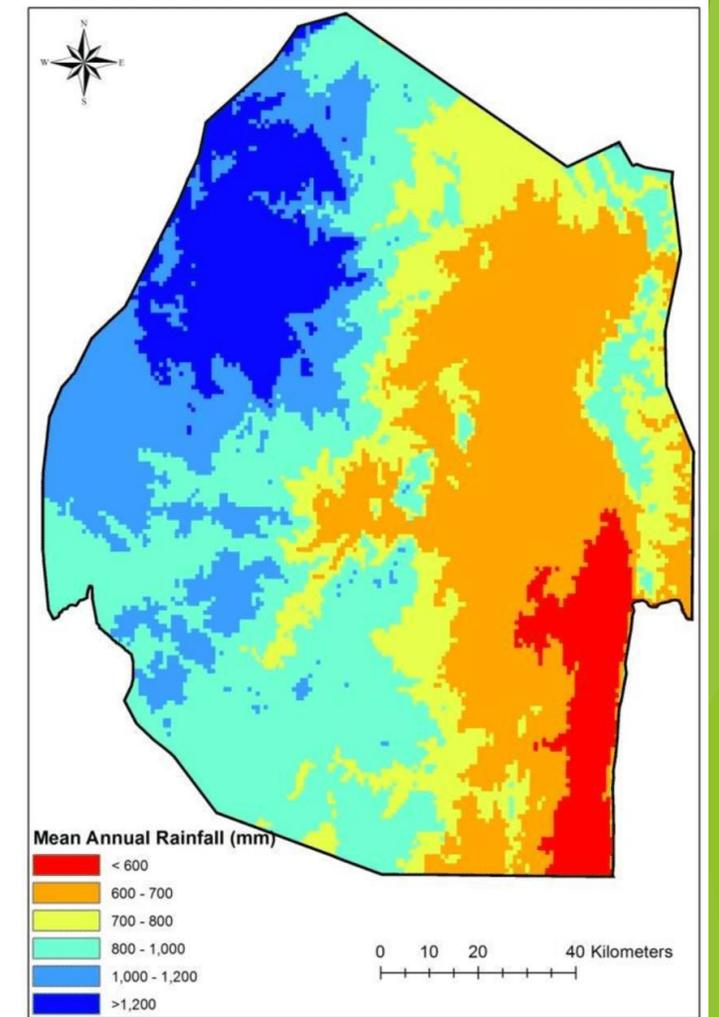 N
W E
S
Mean Annual Rainfall (mm)
< 600
600 - 700
700 - 800
800 - 1,000
1,000 - 1,200
>1,200
0 10 20 40 Kilometers